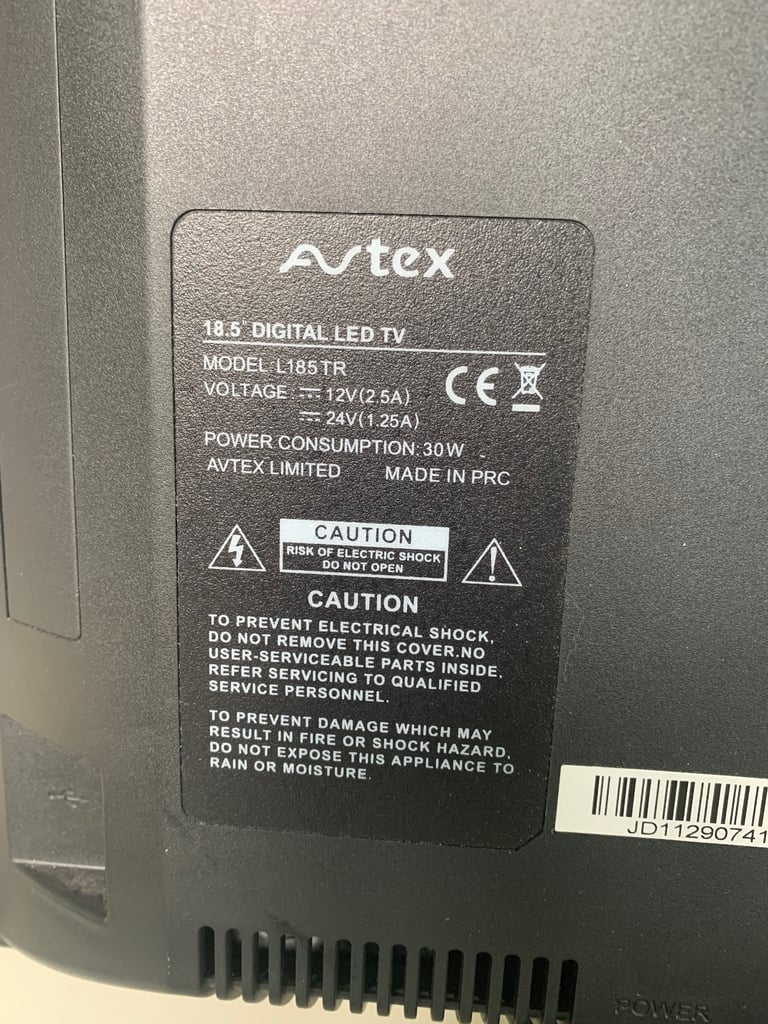 Avtex
18.5' DIGITAL LED TV
MODEL L185TR
VOLTAGE : 12V(2.5A)
24V(1.25A)
CE
POWER CONSUMPTION: 30W
AVTEX LIMITED MADE IN PRC
CAUTION
RISK OF ELECTRIC SHOCK
DO NOT OPEN
CAUTION
TO PREVENT ELECTRICAL SHOCK,
DO NOT REMOVE THIS COVER.NO
USER-SERVICEABLE PARTS INSIDE.
REFER SERVICING TO QUALIFIED
SERVICE PERSONNEL.
TO PREVENT DAMAGE WHICH MAY
RESULT IN FIRE OR SHOCK HAZARD,
DO NOT EXPOSE THIS APPLIANCE TO
RAIN OR MOISTURE.
JD11290741
POWER